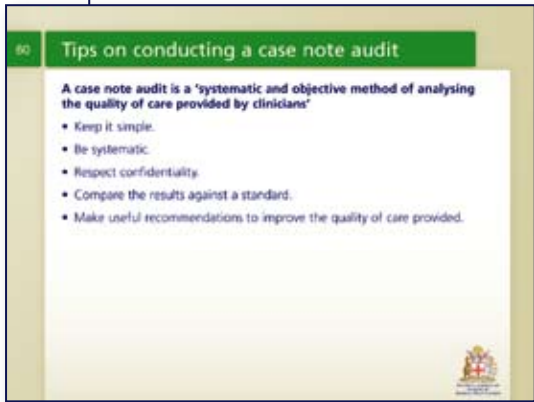 60
Tips on conducting a case note audit
A case note audit is a 'systematic and objective method of analysing
the quality of care provided by clinicians'
• Keep it simple.
• Be systematic.
• Respect confidentiality.
• Compare the results against a standard.
• Make useful recommendations to improve the quality of care provided.